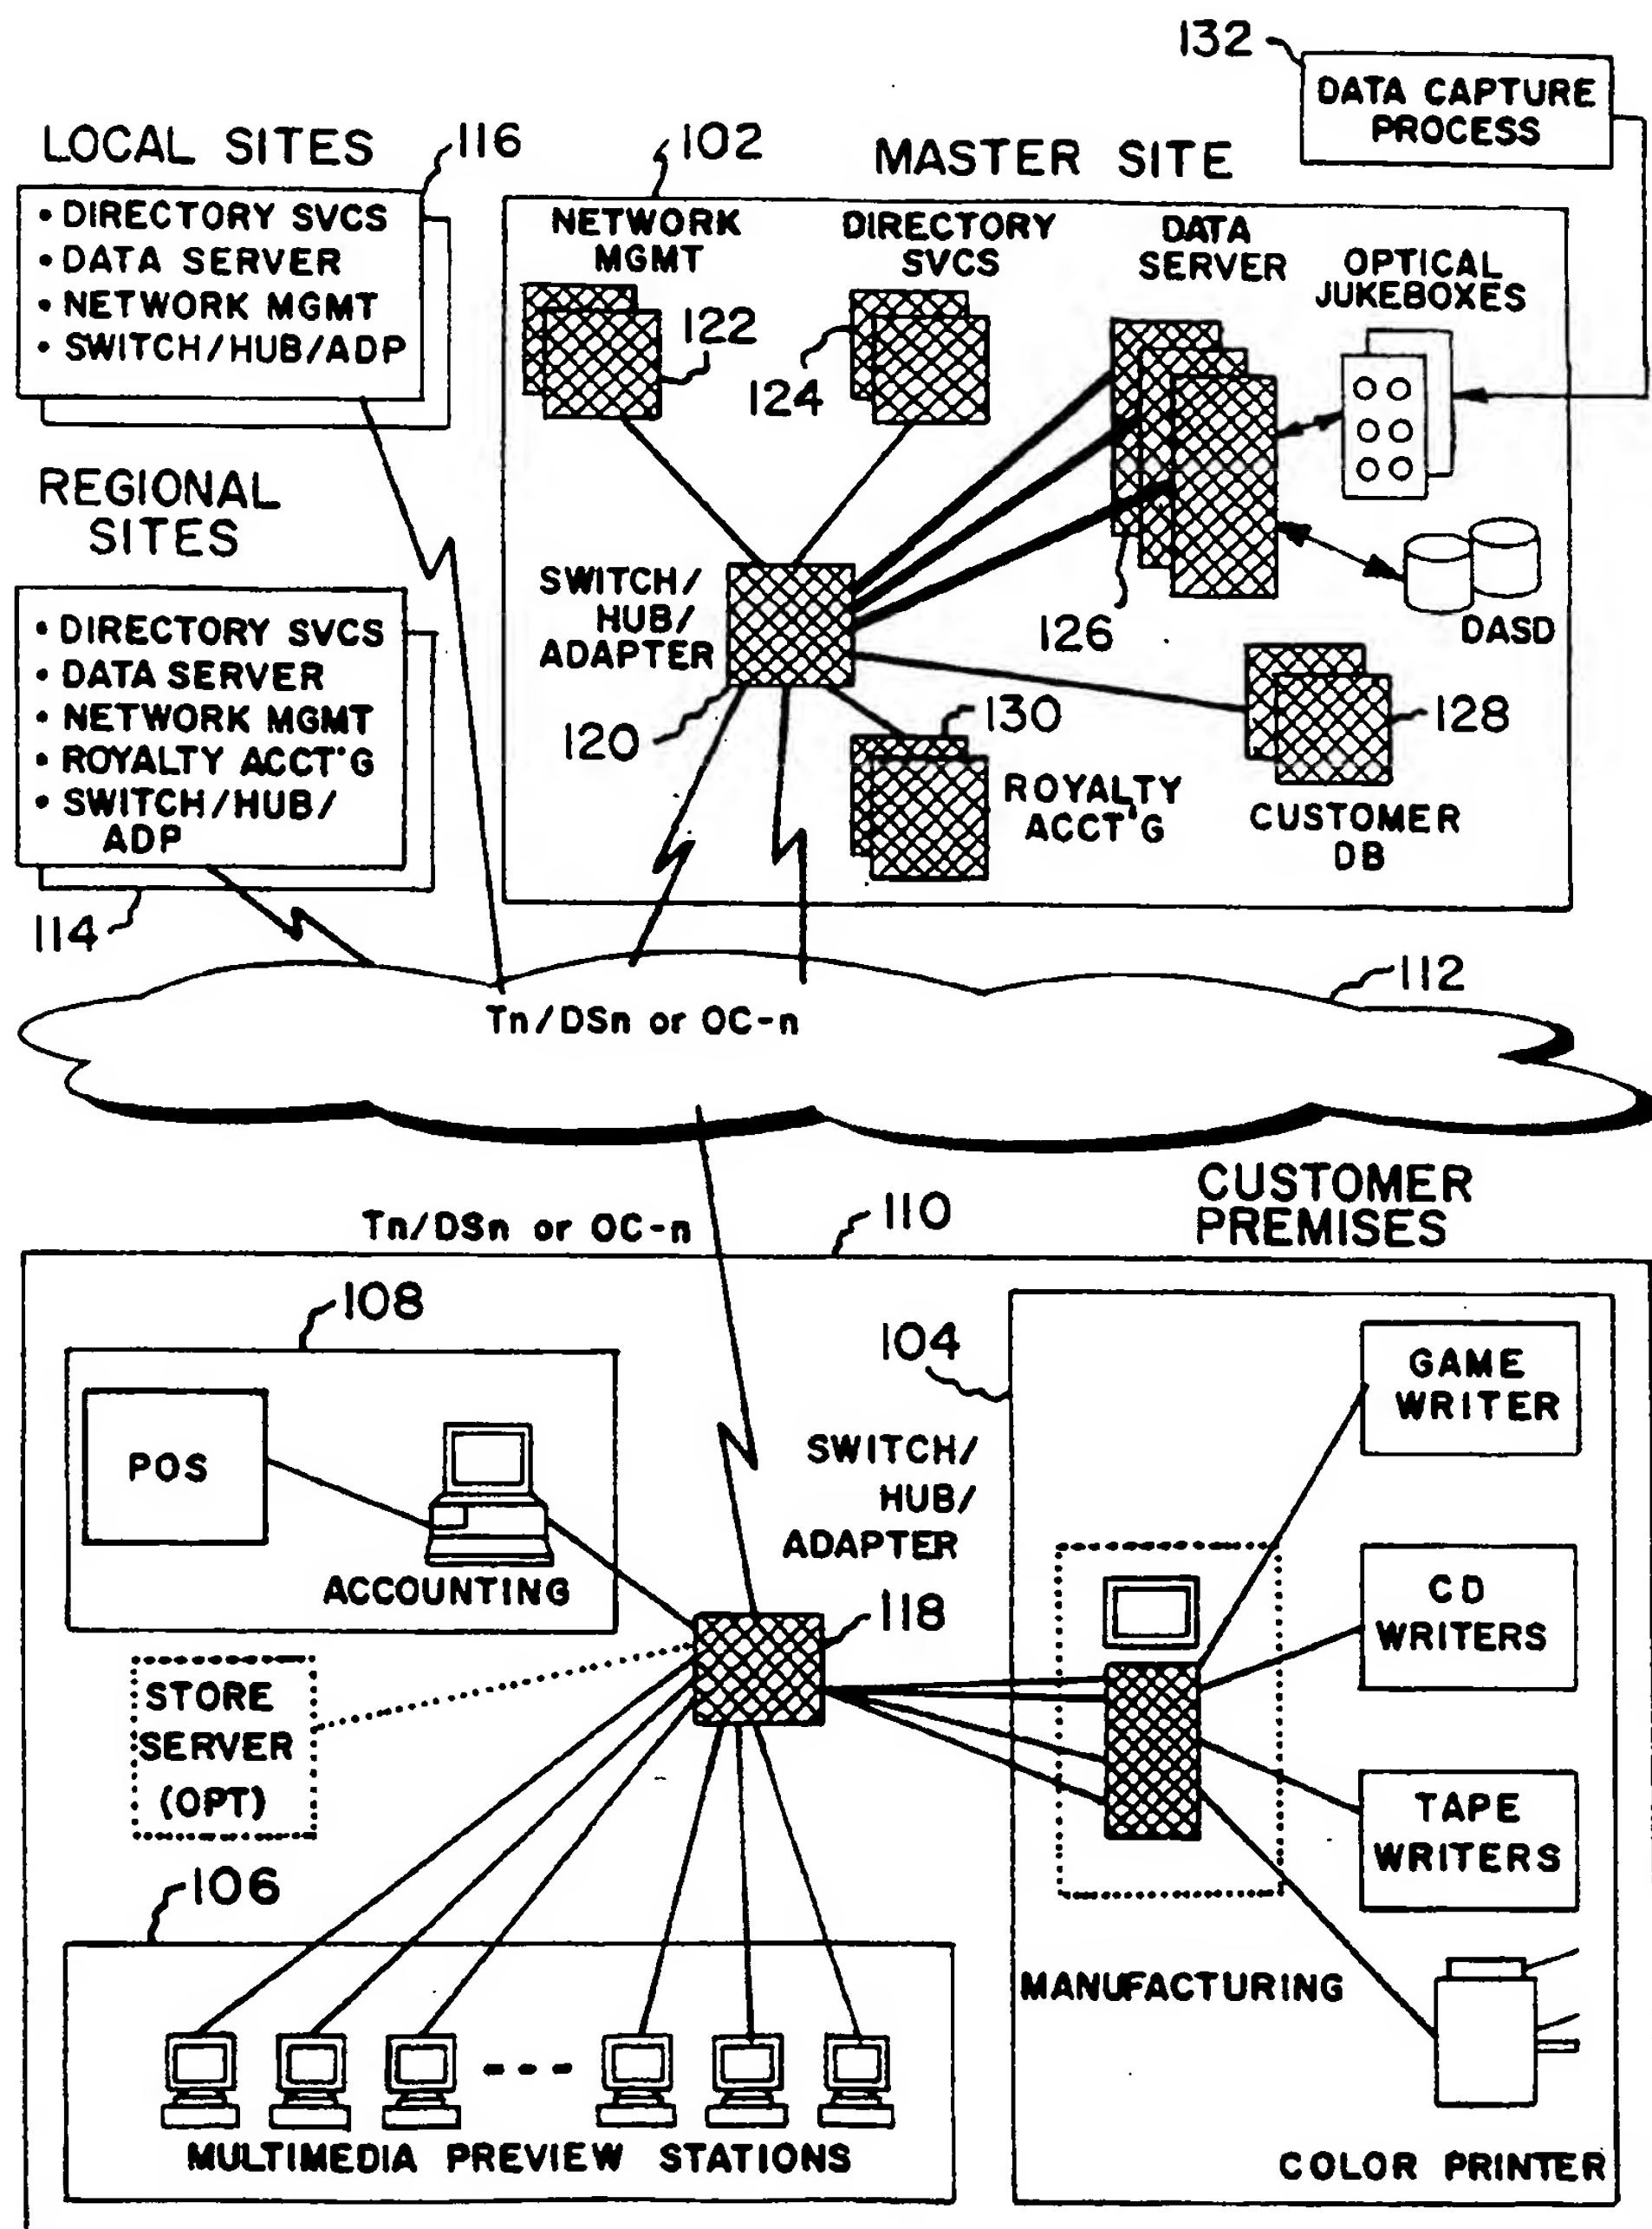 132
DATA CAPTURE
PROCESS
LOCAL SITES
116
• DIRECTORY SVCS
• DATA SERVER
• NETWORK MGMT
• SWITCH/HUB/ADP
102
MASTER SITE
NETWORK
MGMT
122
DIRECTORY
SVCS
124
DATA
SERVER
126
OPTICAL
JUKEBOXES
DASD
REGIONAL
SITES
• DIRECTORY SVCS
• DATA SERVER
• NETWORK MGMT
• ROYALTY ACCT'G
• SWITCH/HUB/
ADP
114
SWITCH/
HUB/
ADAPTER
120
130
ROYALTY
ACCT'G
128
CUSTOMER
DB
112
Tn/DSn or OC-n
Tn/DSn or OC-n
110
CUSTOMER
PREMISES
108
POS
ACCOUNTING
SWITCH/
HUB/
ADAPTER
118
STORE
SERVER
(OPT)
106
MULTIMEDIA PREVIEW STATIONS
104
GAME
WRITER
CD
WRITERS
TAPE
WRITERS
MANUFACTURING
COLOR PRINTER